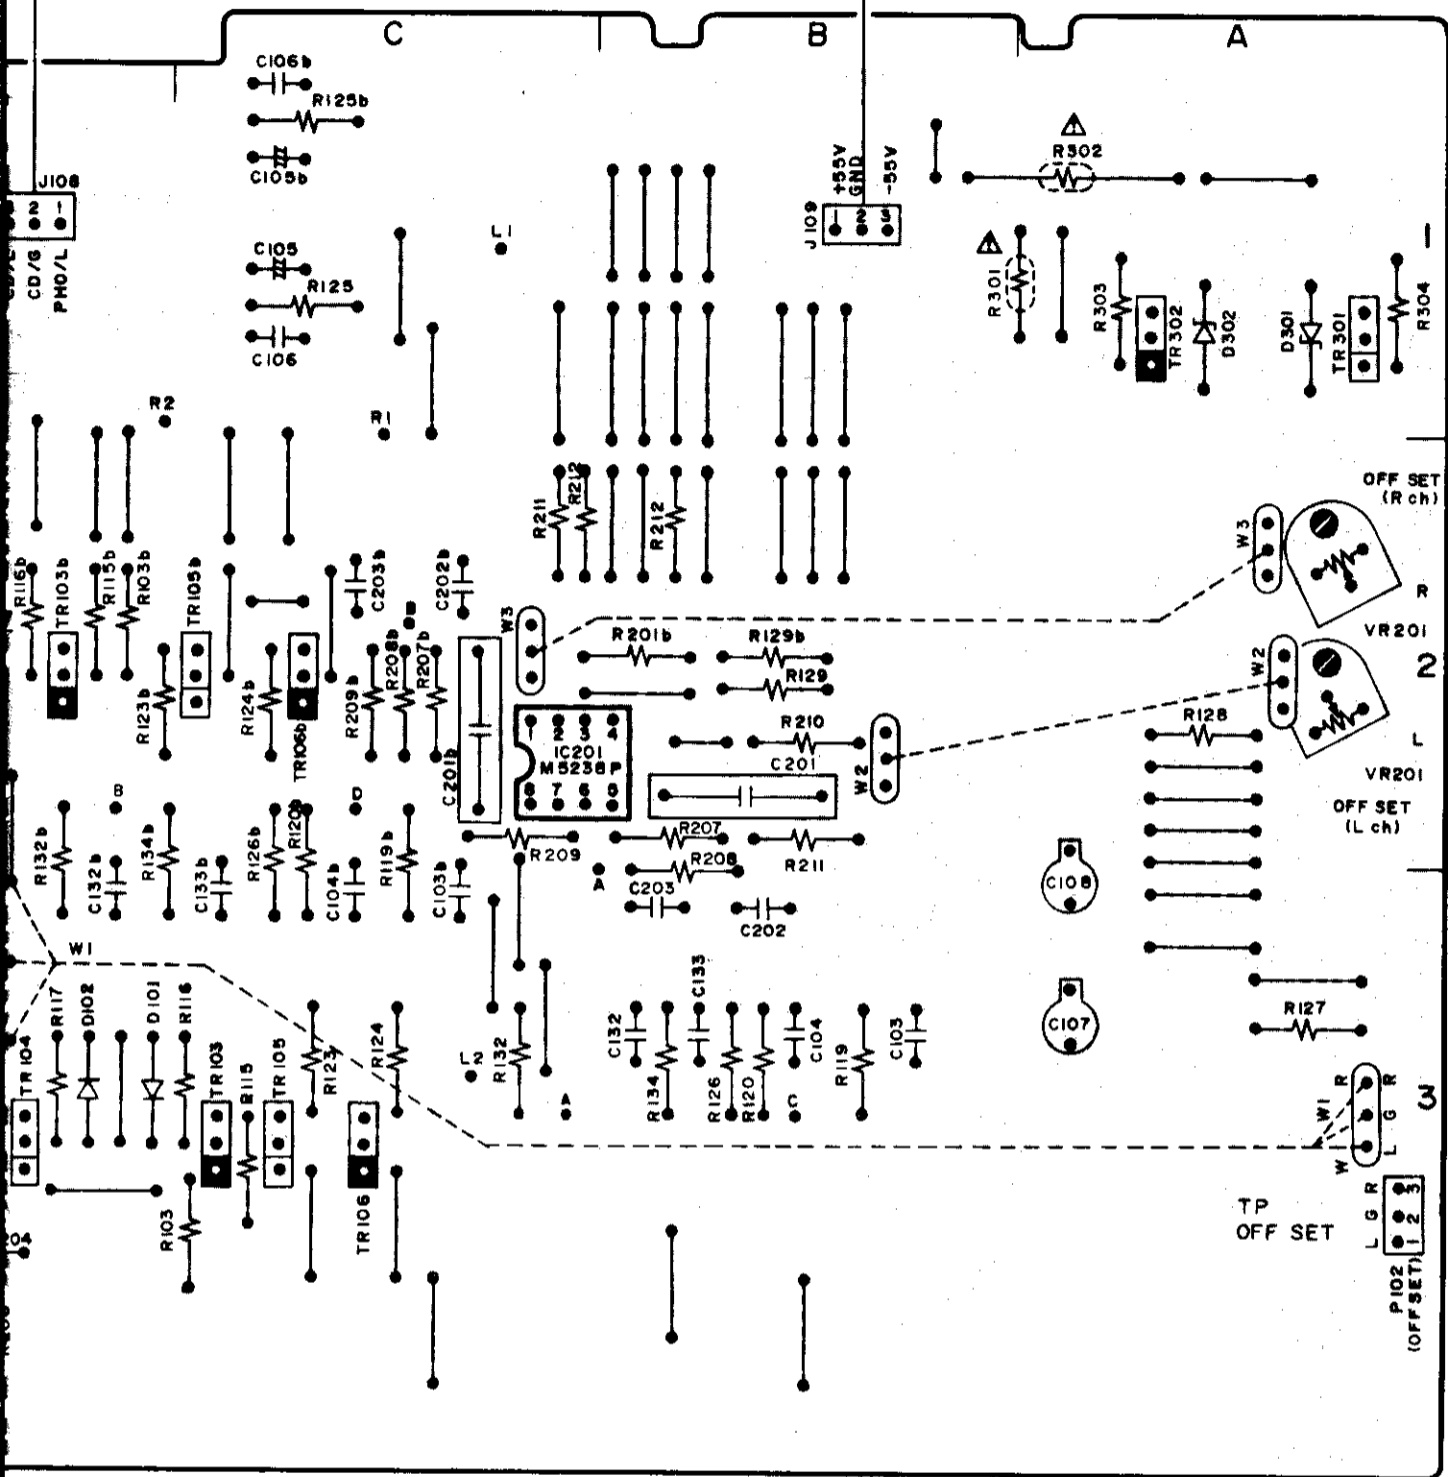 C
B
A
C106b
R125b
C105b
J108
2
1
CD/G
PHO/L
C105
R125
C106
L1
+55V
GND
-55V
J109
1
2
3
R302
R301
R303
TR302
D302
D301
TR301
R304
1
R2
R1
R211
R212
R212
OFF SET
(R ch)
W3
R
VR201
R116b
TR103b
R115b
R103b
TR105b
C203b
C202b
B
W3
R201b
R129b
R129
W2
2
R123b
R124b
TR106b
R209b
R208b
R207b
C201b
1
2
3
4
IC201
M5238P
8
7
6
R210
C201
W2
R128
L
VR201
OFF SET
(L ch)
B
R132b
C132b
R134b
C133b
R126b
C104b
R119b
C103b
R209
R207
R208
R211
A
C203
C202
C108
W1
R117
D102
D101
R116
TR104
TR103
R115
TR105
R123
R124
L2
R132
A
C132
R134
C133
R126
R120
C104
C
R119
C103
C107
R127
W1
R
G
L
R
W
3
R103
TR106
TP
OFF SET
R
G
L
3
2
1
P102
(OFFSET)